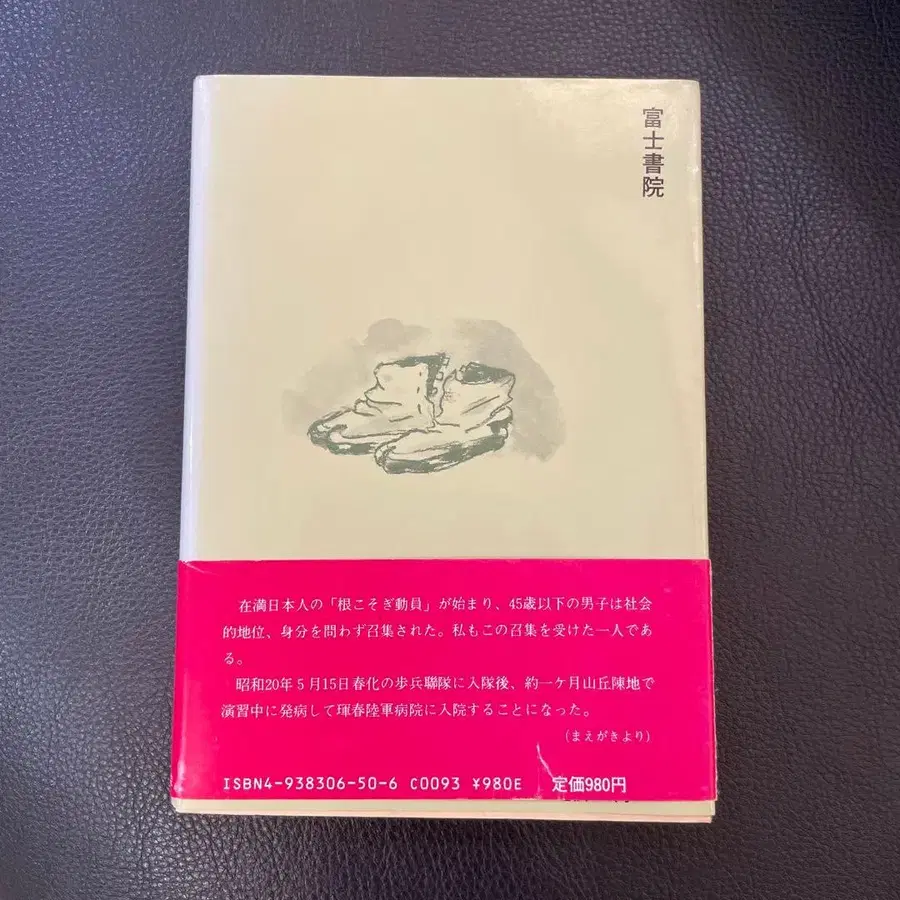 富士書院
在満日本人の「根こそぎ動員」が始まり、45歳以下の男子は社会
的地位、身分を問わず召集された。私もこの召集を受けた一人であ
る。
昭和20年5月15日春化の歩兵聯隊に入隊後、約一ケ月山丘陳地で
演習中に発病して琿春陸軍病院に入院することになった。
(まえがきより)
ISBN4-938306-50-6 C0093 ¥980E 定価980円